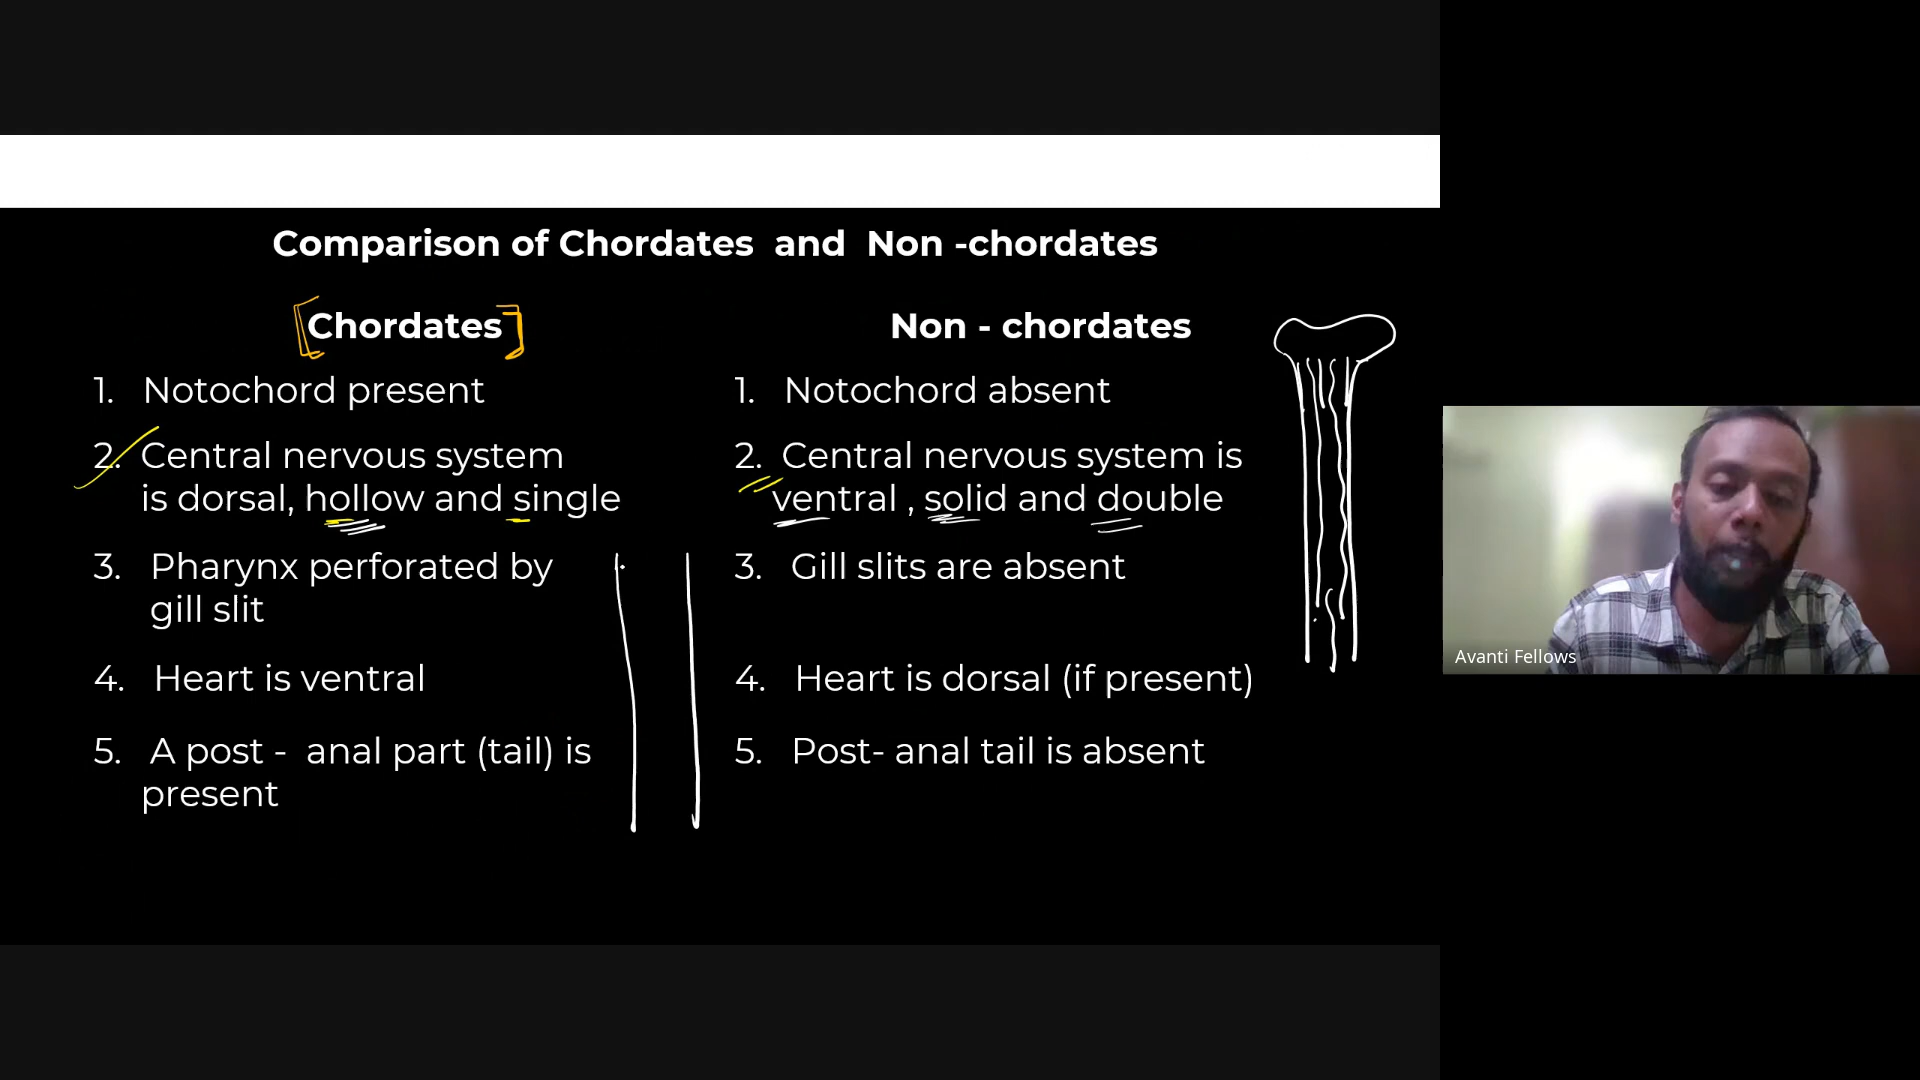 Comparison of Chordates and Non -chordates
Chordates
1. Notochord present
2. Central nervous system
is dorsal, hollow and single
3. Pharynx perforated by
gill slit
4. Heart is ventral
5. A post - anal part (tail) is
present
Non - chordates
1. Notochord absent
2. Central nervous system is
ventral , solid and double
3. Gill slits are absent
4. Heart is dorsal (if present)
5. Post- anal tail is absent
Avanti Fellows